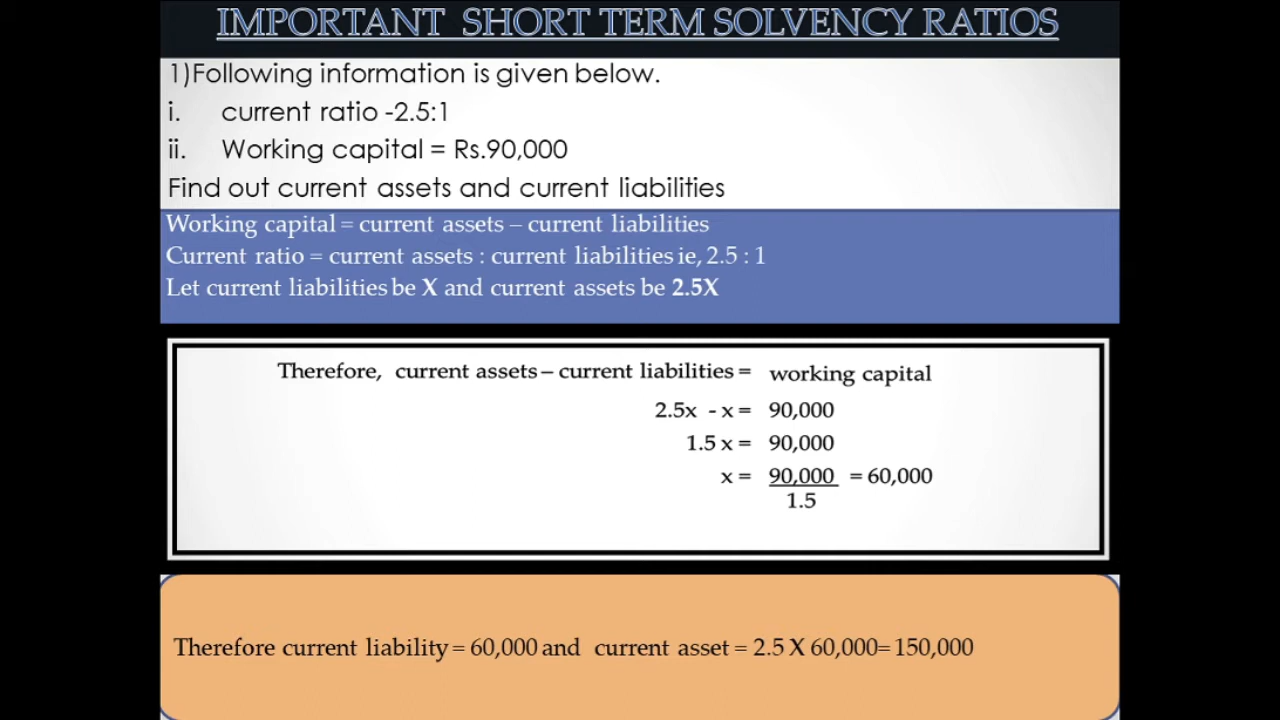 IMPORTANT SHORT TERM SOLVENCY RATIOS
1)Following information is given below.
i. current ratio -2.5:1
ii. Working capital = Rs.90,000
Find out current assets and current liabilities
Working capital = current assets – current liabilities
Current ratio = current assets : current liabilities ie, 2.5 : 1
Let current liabilities be X and current assets be 2.5X
Therefore, current assets – current liabilities = working capital
2.5x - x = 90,000
1.5 x = 90,000
x = 90,000 = 60,000
1.5
Therefore current liability = 60,000 and current asset = 2.5 X 60,000= 150,000